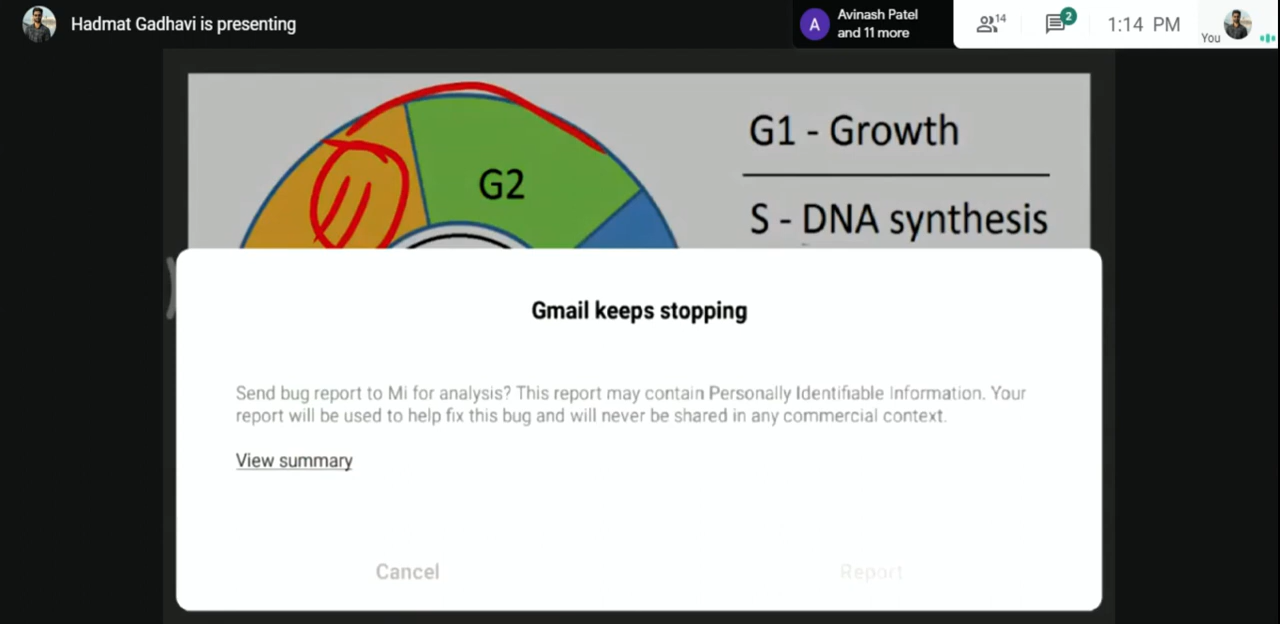 Hadmat Gadhavi is presenting
A
Avinash Patel
and 11 more
14
2
1:14 PM
You
G2
G1 - Growth
S - DNA synthesis
Gmail keeps stopping
Send bug report to Mi for analysis? This report may contain Personally Identifiable Information. Your
report will be used to help fix this bug and will never be shared in any commercial context.
View summary
Cancel
Report